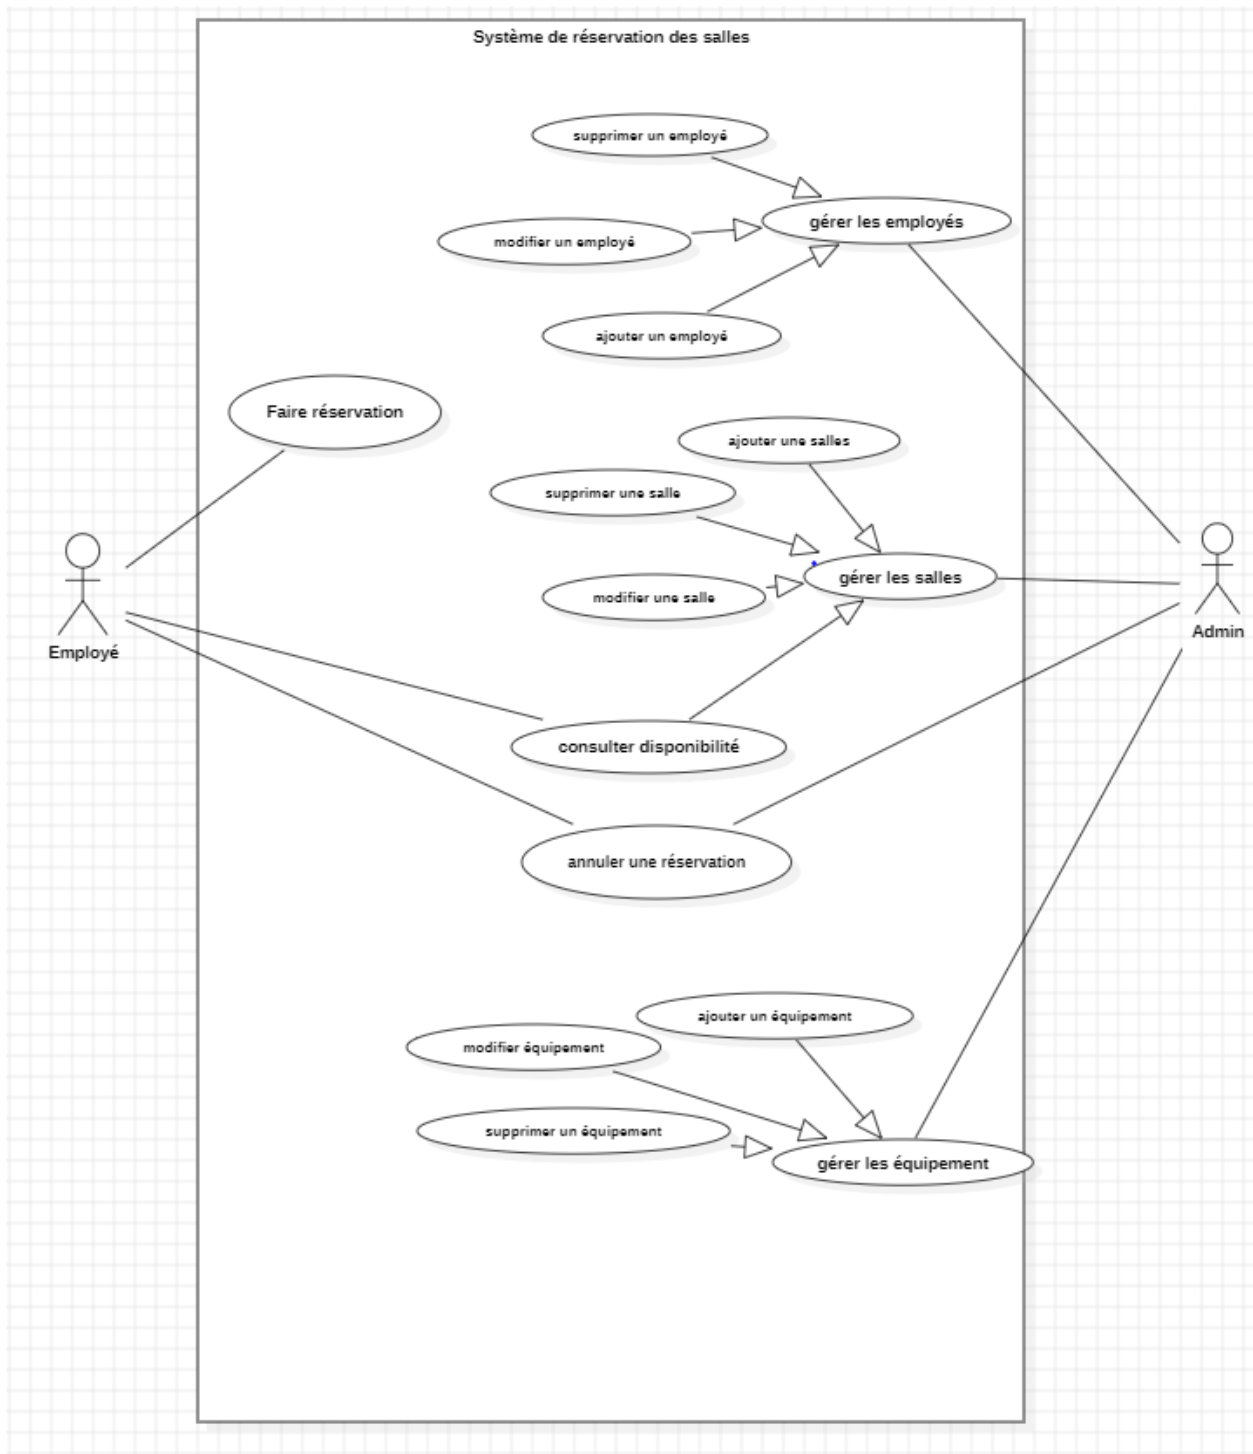 Système de réservation des salles
supprimer un employé
gérer les employés
modifier un employé
ajouter un employé
Faire réservation
ajouter une salles
supprimer une salle
gérer les salles
modifier une salle
Admin
Employé
consulter disponibilité
annuler une réservation
ajouter un équipement
modifier équipement
supprimer un équipement
gérer les équipement